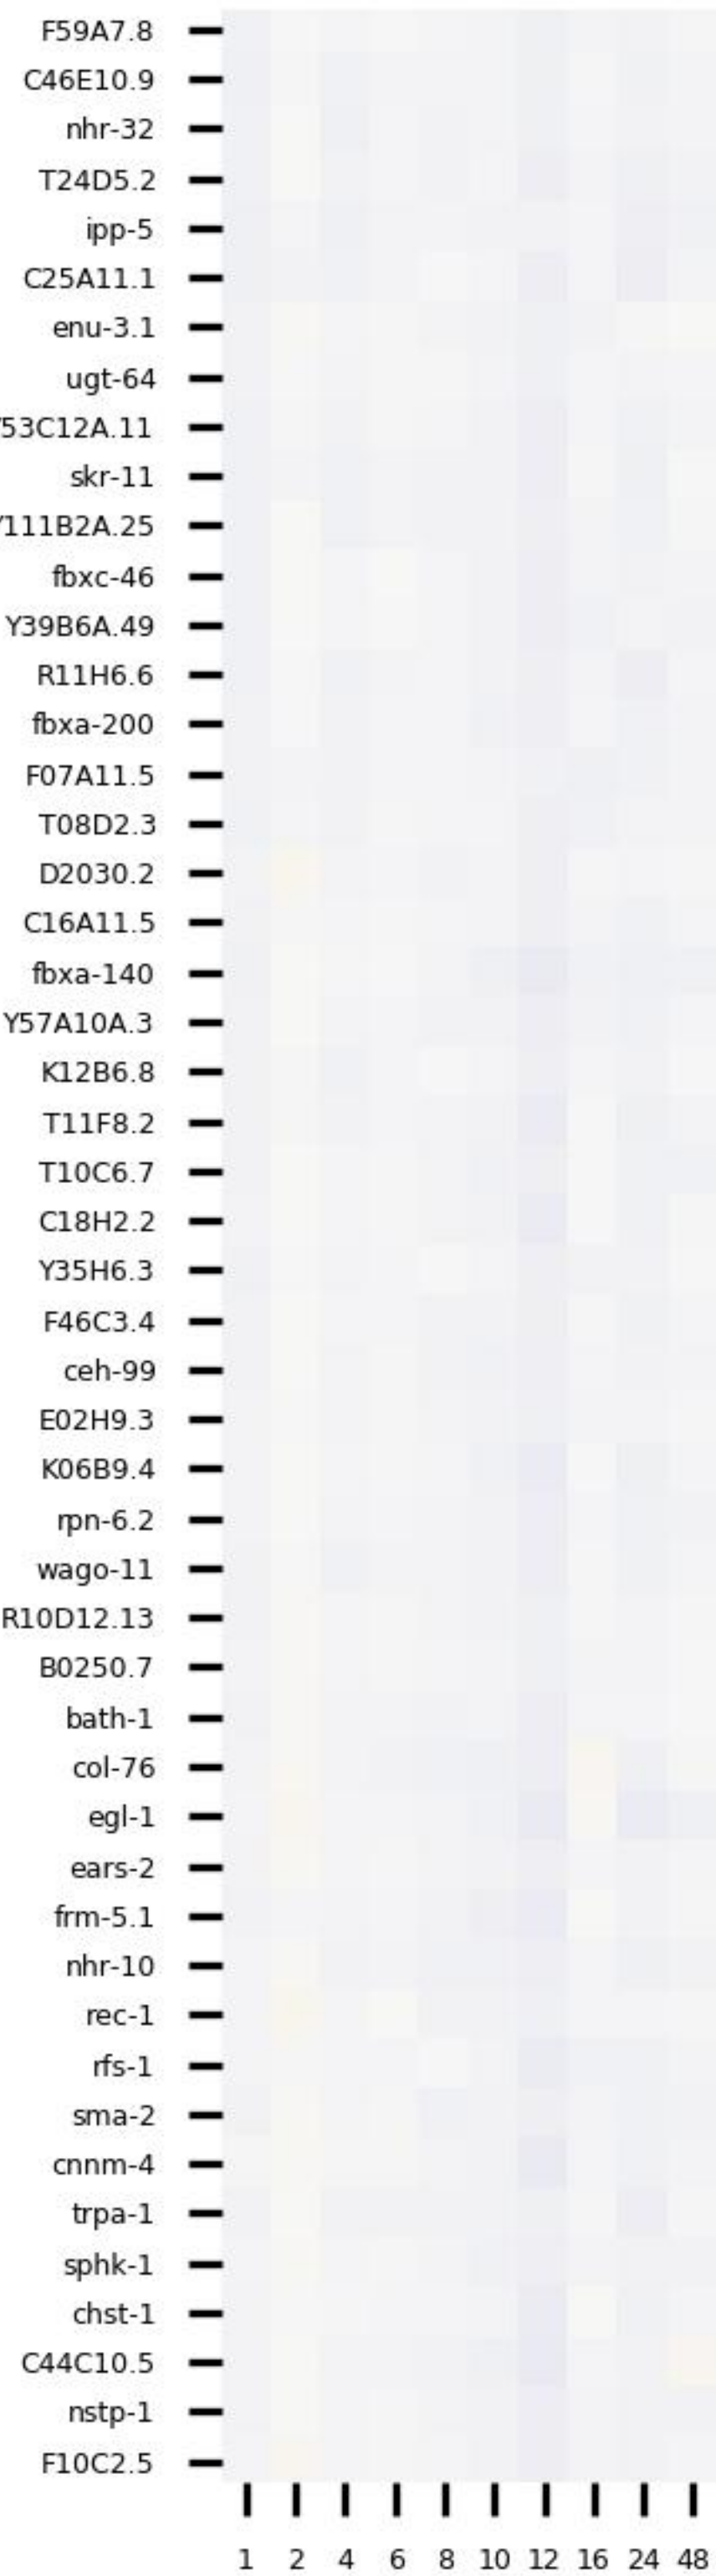 F59A7.8
C46E10.9
nhr-32
T24D5.2
ipp-5
C25A11.1
enu-3.1
ugt-64
53C12A.11
skr-11
111B2A.25
fbxc-46
Y39B6A.49
R11H6.6
fbxa-200
F07A11.5
T08D2.3
D2030.2
C16A11.5
fbxa-140
Y57A10A.3
K12B6.8
T11F8.2
T10C6.7
C18H2.2
Y35H6.3
F46C3.4
ceh-99
E02H9.3
K06B9.4
rpn-6.2
wago-11
R10D12.13
B0250.7
bath-1
col-76
egl-1
ears-2
frm-5.1
nhr-10
rec-1
rfs-1
sma-2
cnnm-4
trpa-1
sphk-1
chst-1
C44C10.5
nstp-1
F10C2.5
1 2 4 6 8 10 12 16 24 48